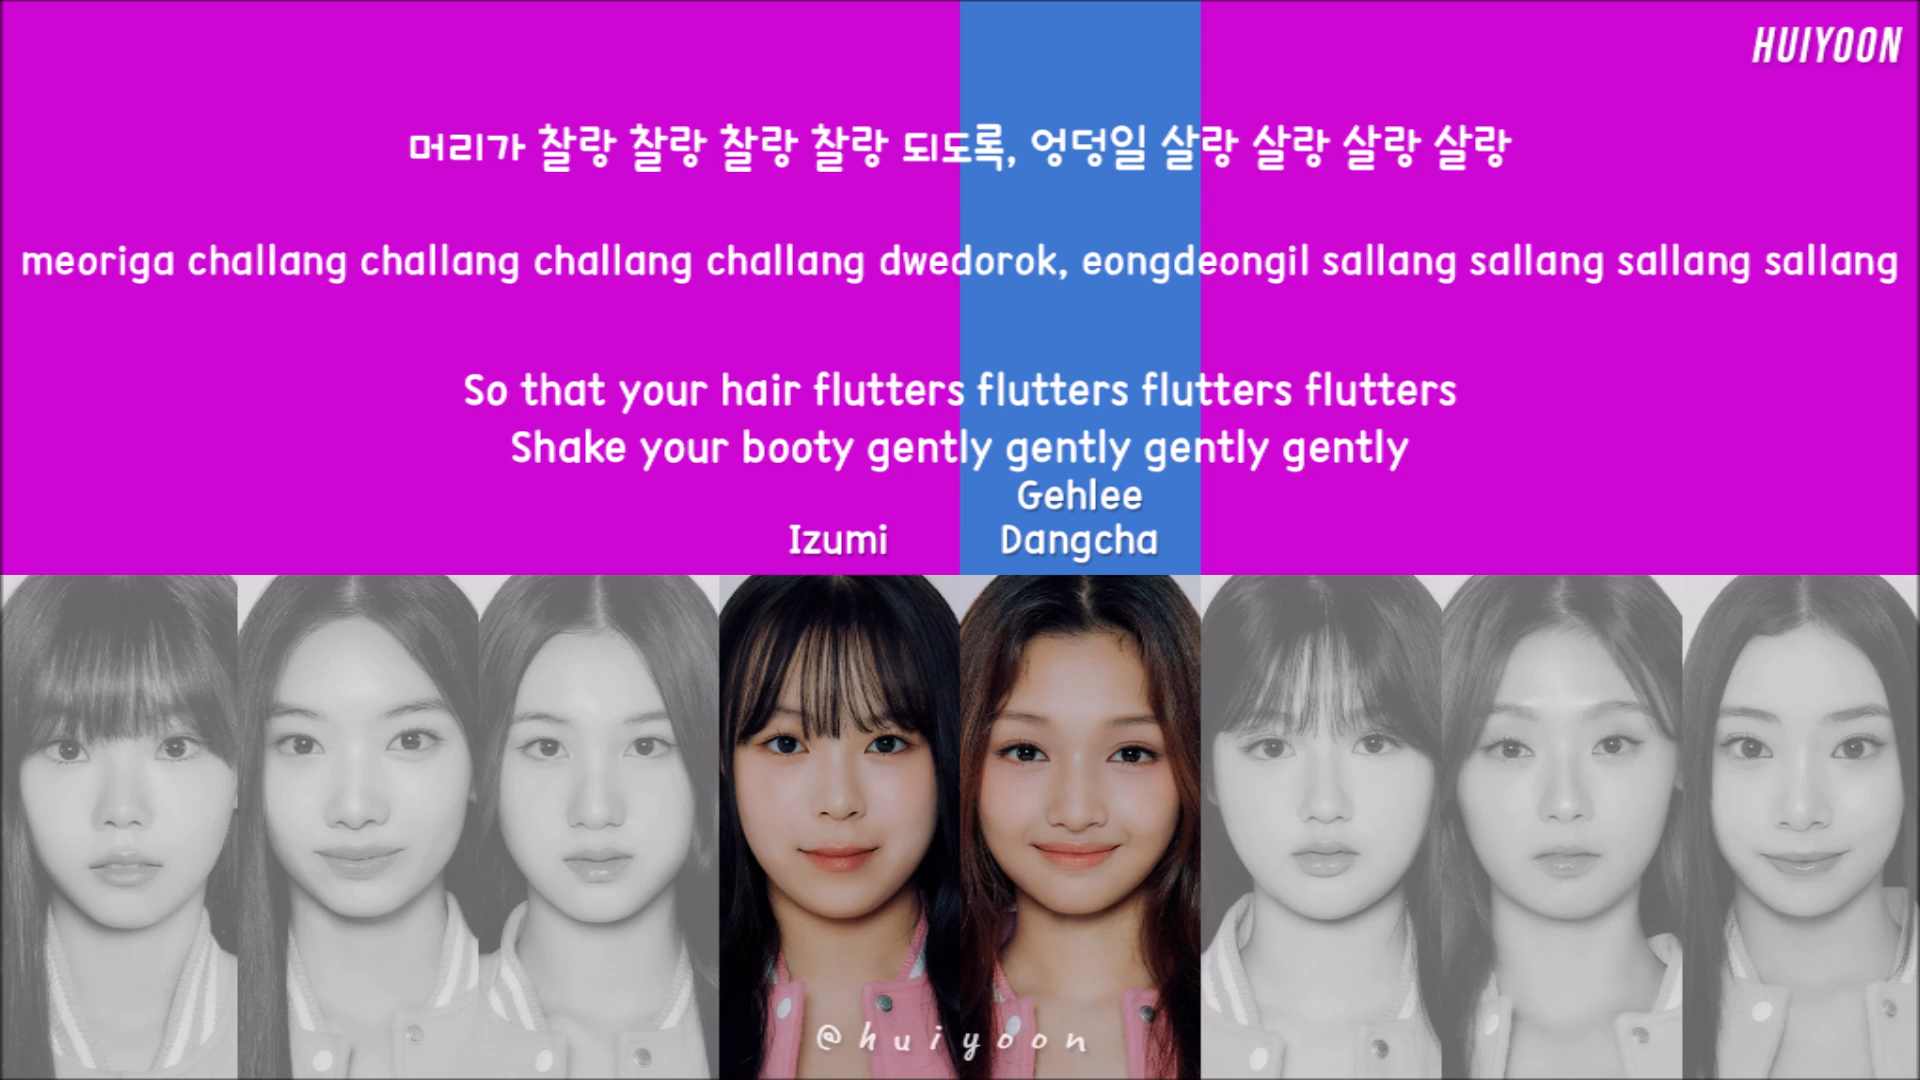 HUIYOON
머리가 찰랑 찰랑 찰랑 찰랑 되도록, 엉덩일 살랑 살랑 살랑 살랑
meoriga challang challang challang challang dwedorok, eongdeongil sallang sallang sallang sallang
So that your hair flutters flutters flutters flutters
Shake your booty gently gently gently gently
Gehlee
Izumi Dangcha
@huiyoon